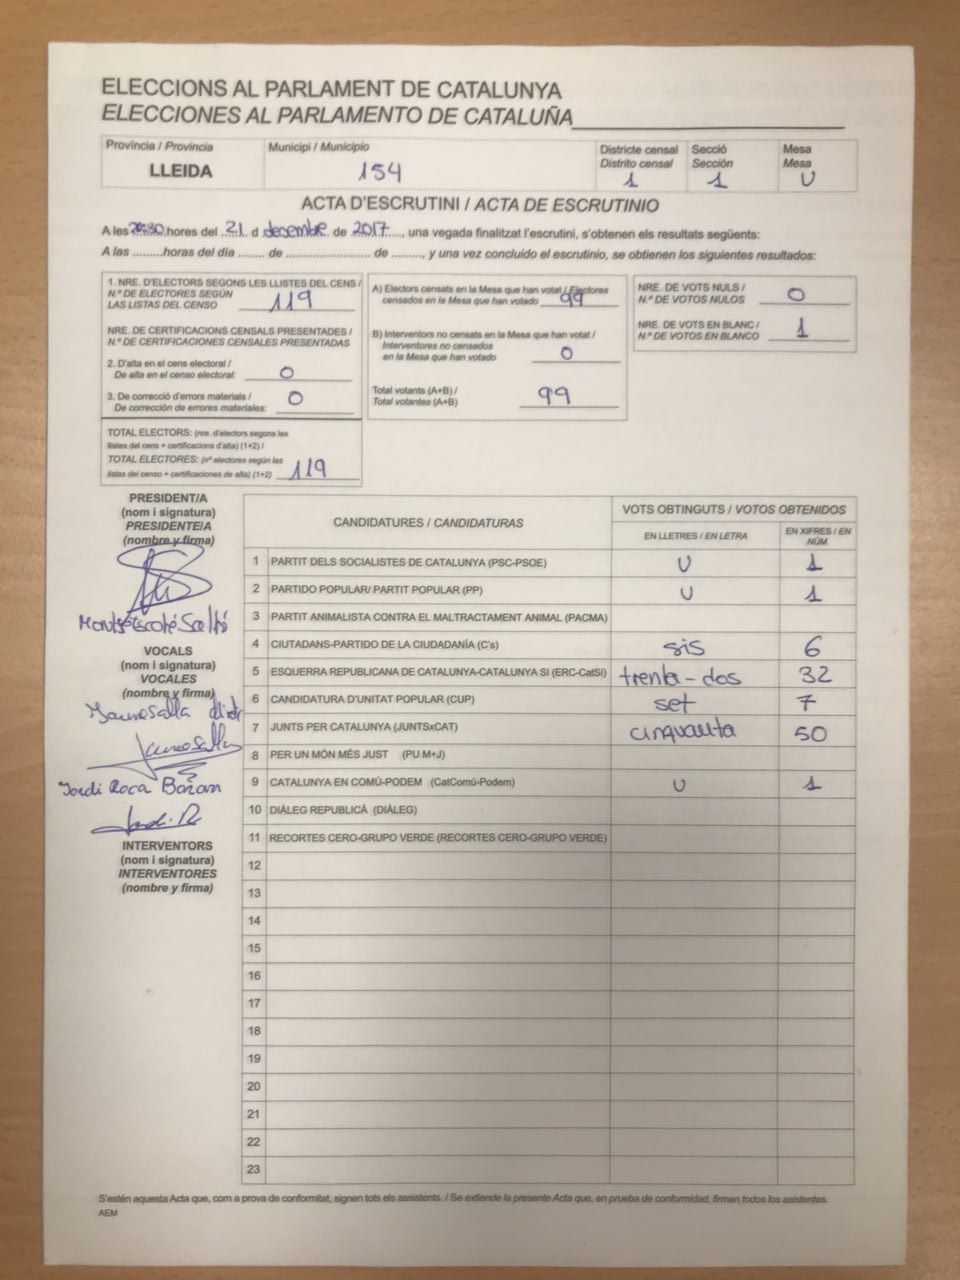 ELECCIONS AL PARLAMENT DE CATALUNYA
ELECCIONES AL PARLAMENTO DE CATALUÑA
Provincia / Provincia
LLEIDA
Municipi / Municipio
154
Districte censal
Distrito censal
1
Secció
Sección
1
Mesa
Mesa
U
ACTA D'ESCRUTINI / ACTA DE ESCRUTINIO
A les hores del 21 d desembre de 2017, una vegada finalitzat l'escrutini, s'obtenen els resultats següents:
A las .........horas del día ........ de ........................ de ........., y una vez concluido el escrutinio, se obtienen los siguientes resultados:
1. NRE. D'ELECTORS SEGONS LES LLISTES DEL CENS /
N.º DE ELECTORES SEGÚN
LAS LISTAS DEL CENSO 119
NRE. DE CERTIFICACIONS CENSALS PRESENTADES /
N.º DE CERTIFICACIONES CENSALES PRESENTADAS
2. D'alta en el cens electoral /
De alta en el censo electoral: 0
3. De correcció d'errors materials /
De corrección de errores materiales: 0
TOTAL ELECTORS: (nre. d'electors segons les
llistes del cens + certificacions d'alta) (1+2) /
TOTAL ELECTORES: (nº electores según las
listas del censo + certificaciones de alta) (1+2) 119
A) Electors censats en la Mesa que han votat / Electores
censados en la Mesa que han votado 99
B) Interventors no censats en la Mesa que han votat /
Interventores no censados
en la Mesa que han votado 0
Total votants (A+B) /
Total votantes (A+B) 99
NRE. DE VOTS NULS /
N.º DE VOTOS NULOS 0
NRE. DE VOTS EN BLANC /
N.º DE VOTOS EN BLANCO 1
PRESIDENT/A
(nom i signatura)
PRESIDENTE/A
(nombre y firma)
VOCALS
(nom i signatura)
VOCALES
(nombre y firma)
Jordi Roca
INTERVENTORS
(nom i signatura)
INTERVENTORES
(nombre y firma)
CANDIDATURES / CANDIDATURAS
VOTS OBTINGUTS / VOTOS OBTENIDOS
EN LLETRES / EN LETRA
EN XIFRES / EN
NÚM.
1 PARTIT DELS SOCIALISTES DE CATALUNYA (PSC-PSOE) U 1
2 PARTIDO POPULAR/ PARTIT POPULAR (PP) U 1
3 PARTIT ANIMALISTA CONTRA EL MALTRACTAMENT ANIMAL (PACMA)
4 CIUTADANS-PARTIDO DE LA CIUDADANÍA (C's) sis 6
5 ESQUERRA REPUBLICANA DE CATALUNYA-CATALUNYA SI (ERC-CatSI) trenta-dos 32
6 CANDIDATURA D'UNITAT POPULAR (CUP) set 7
7 JUNTS PER CATALUNYA (JUNTSxCAT) cinquanta 50
8 PER UN MÓN MÉS JUST (PUM+J)
9 CATALUNYA EN COMÚ-PODEM (CatComú-Podem) U 1
10 DIÀLEG REPUBLICÀ (DIÀLEG)
11 RECORTES CERO-GRUPO VERDE (RECORTES CERO-GRUPO VERDE)
12
13
14
15
16
17
18
19
20
21
22
23
S'estén aquesta Acta que, com a prova de conformitat, signen tots els assistents. / Se extiende la presente Acta que, en prueba de conformidad, firman todos los asistentes.
AEM